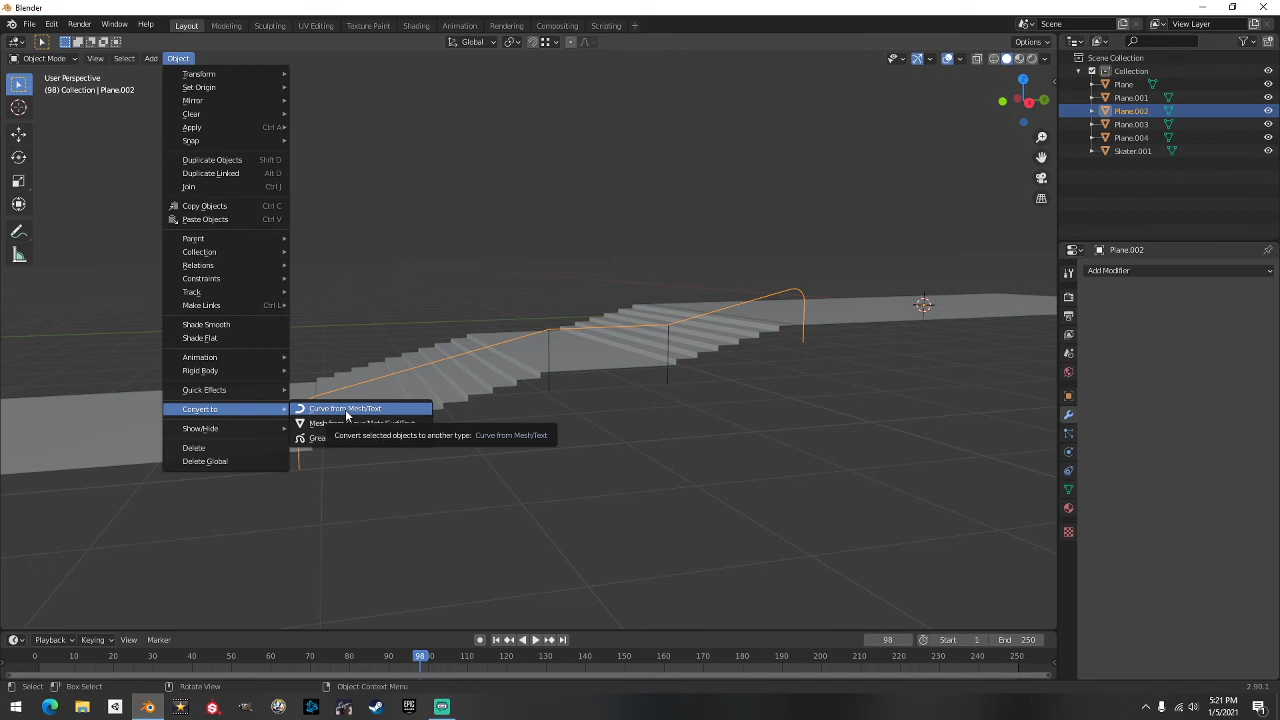 Blender
File Edit Render Window Help Layout Modeling Sculpting UV Editing Texture Paint Shading Animation Rendering Compositing Scripting + Scene View Layer
Global Options
Object Mode View Select Add Object
User Perspective
(98) Collection | Plane.002
Transform
Set Origin
Mirror
Clear
Apply Ctrl A
Snap
Duplicate Objects Shift D
Duplicate Linked Alt D
Join Ctrl J
Copy Objects Ctrl C
Paste Objects Ctrl V
Parent
Collection
Relations
Constraints
Track
Make Links Ctrl L
Shade Smooth
Shade Flat
Animation
Rigid Body
Quick Effects
Convert to
Show/Hide
Delete
Delete Global
Curve from Mesh/Text
Convert selected objects to another type: Curve from Mesh/Text
Z
Y
X
Scene Collection
Collection
Plane
Plane.001
Plane.002
Plane.003
Plane.004
Skater.001
Plane.002
Add Modifier
Playback Keying View Marker 98 Start 1 End 250
0 10 20 30 40 50 60 70 80 90 98 110 120 130 140 150 160 170 180 190 200 210 220 230 240 250
Select Box Select Rotate View Object Context Menu 2.90.1
5:21 PM
1/5/2021